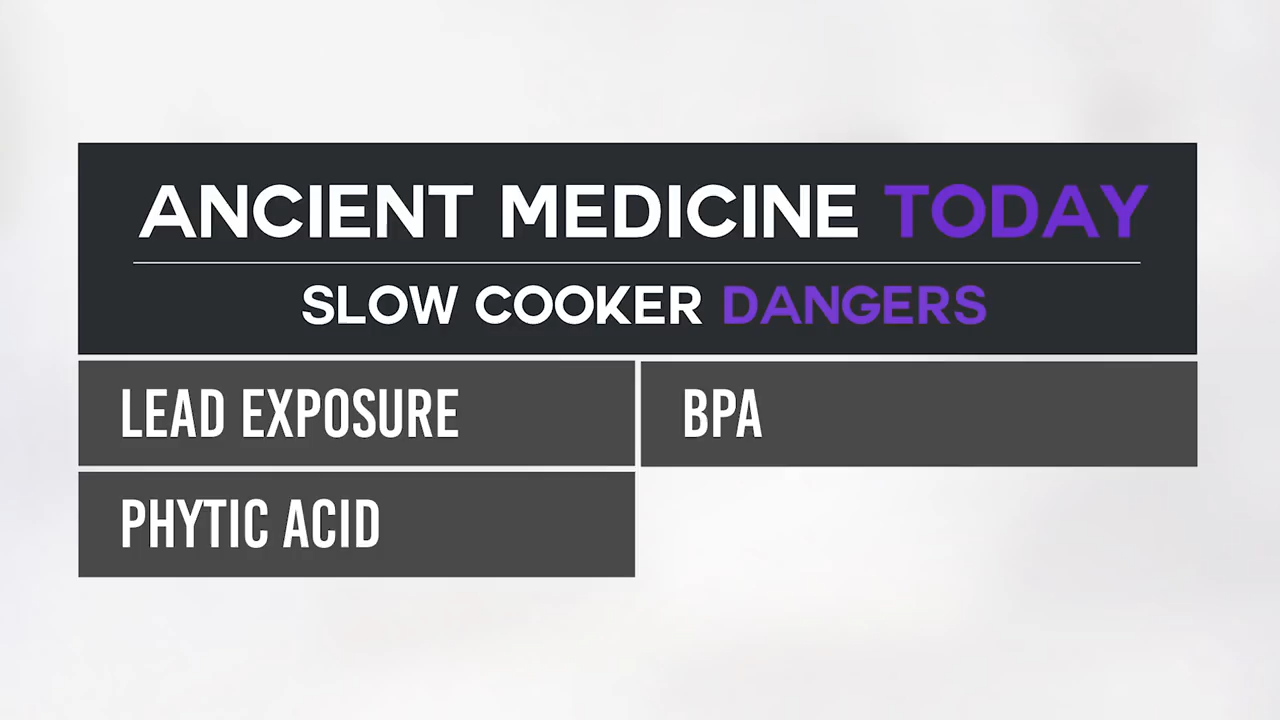 ANCIENT MEDICINE TODAY
SLOW COOKER DANGERS
LEAD EXPOSURE
BPA
PHYTIC ACID